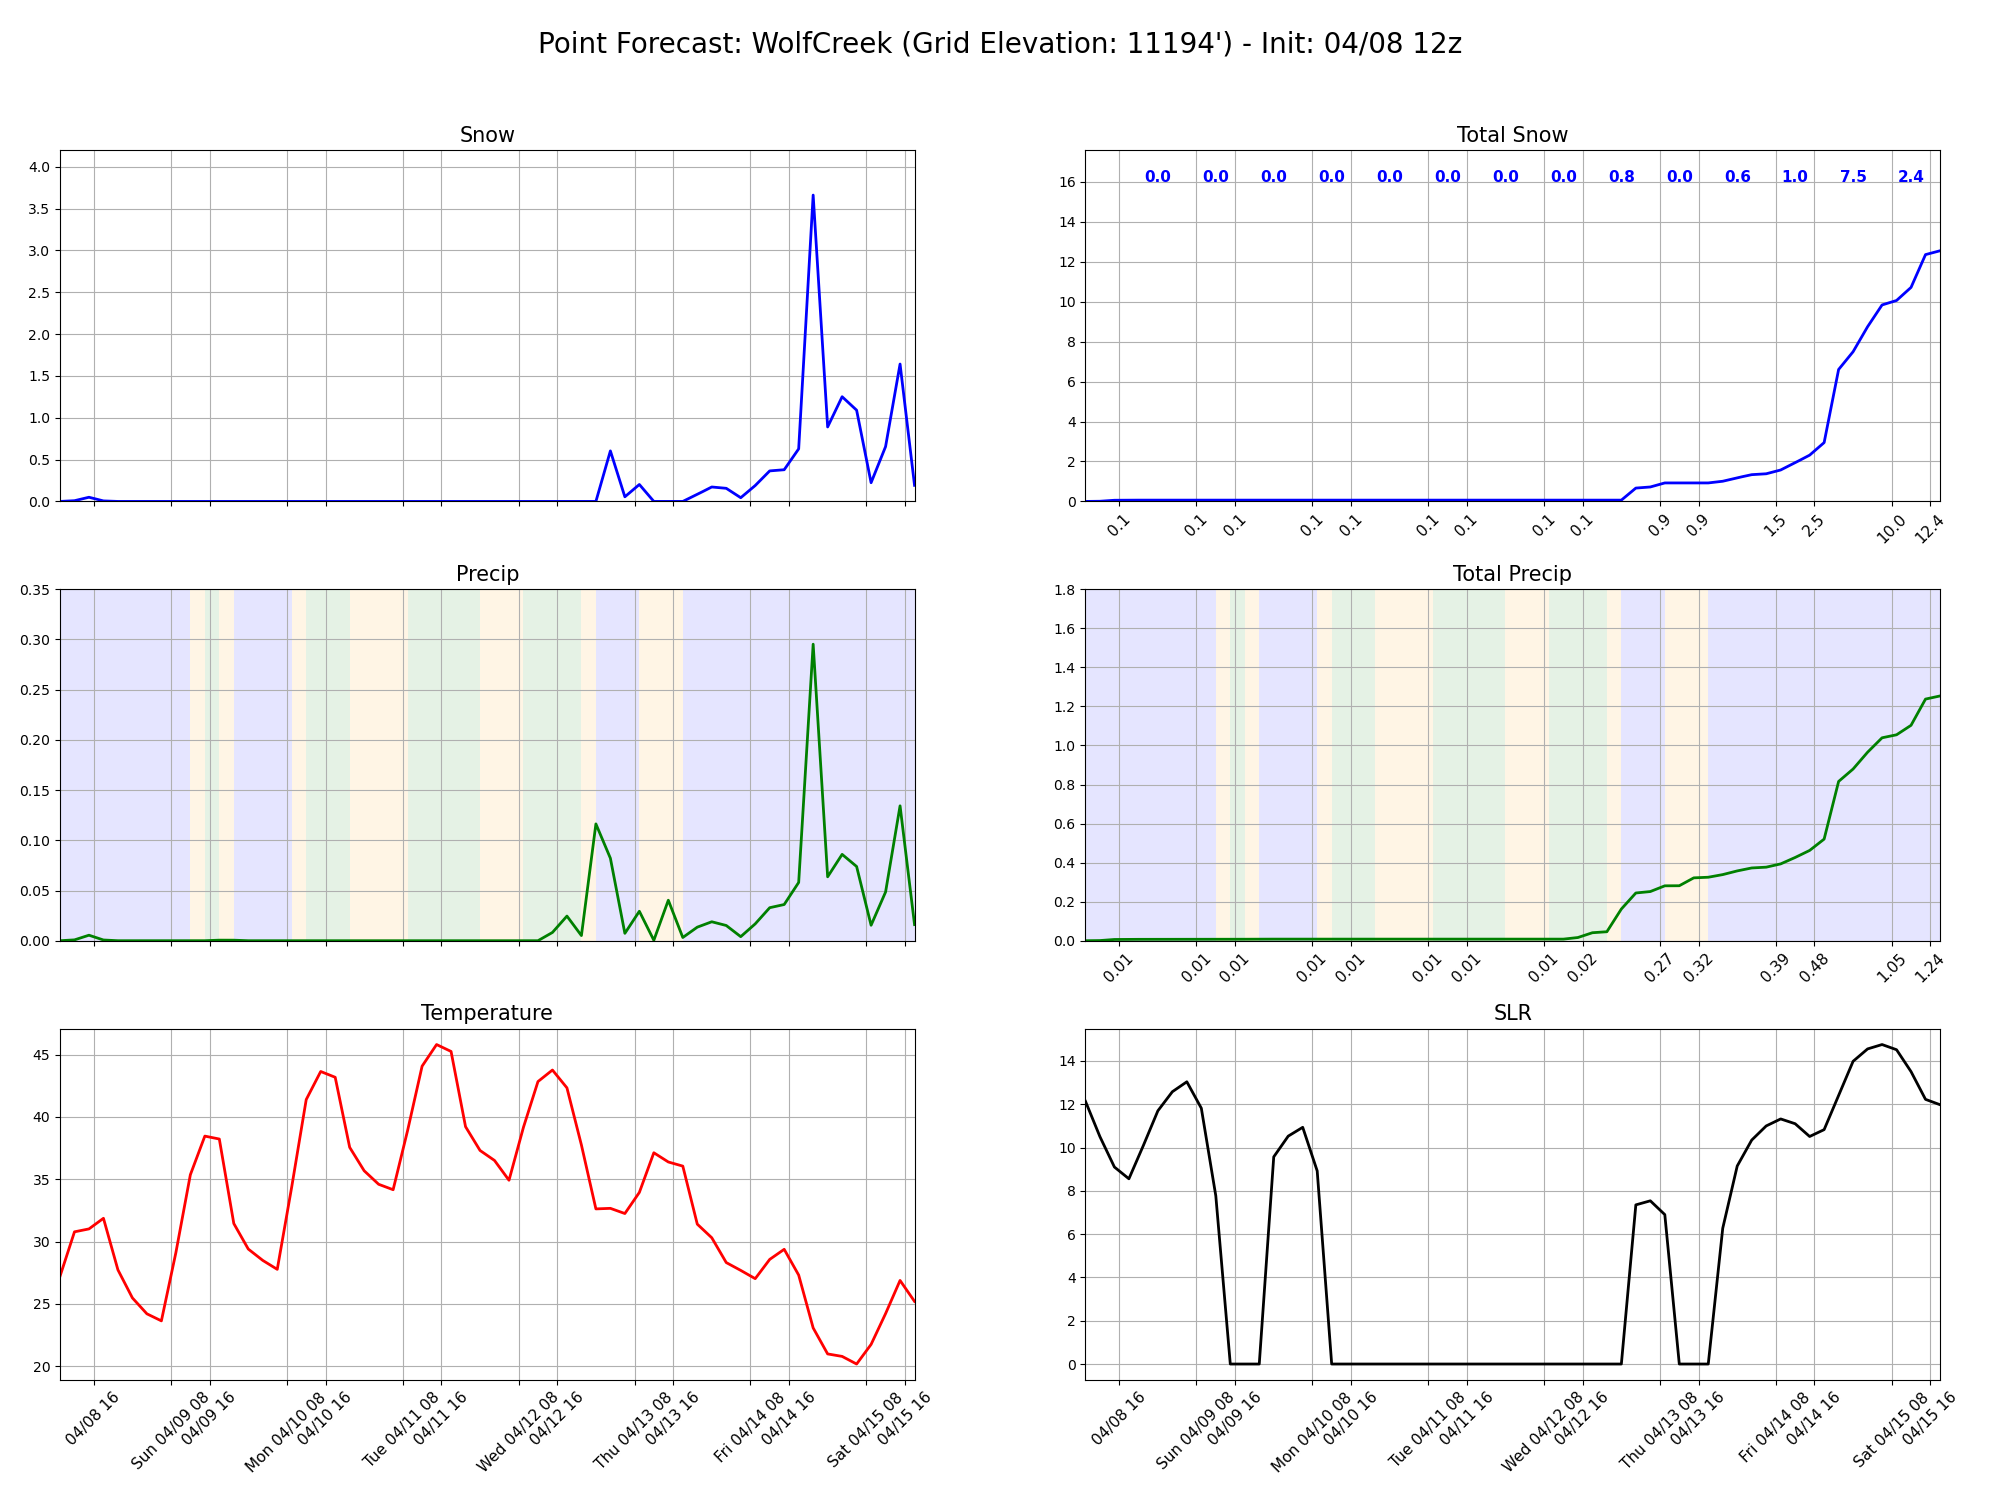 Point Forecast: WolfCreek (Grid Elevation: 11194') - Init: 04/08 12z
Snow
4.0
3.5
3.0
2.5
2.0
1.5
1.0
0.5
0.0
Total Snow
0.0 0.0 0.0 0.0 0.0 0.0 0.0 0.0 0.8 0.0 0.6 1.0 7.5 2.4
16
14
12
10
8
6
4
2
0
0.1 0.1 0.1 0.1 0.1 0.1 0.1 0.1 0.1 0.9 0.9 1.5 2.5 10.0 12.4
Precip
0.35
0.30
0.25
0.20
0.15
0.10
0.05
0.00
Total Precip
1.8
1.6
1.4
1.2
1.0
0.8
0.6
0.4
0.2
0.0
0.01 0.01 0.01 0.01 0.01 0.01 0.01 0.01 0.02 0.27 0.32 0.39 0.48 1.05 1.24
Temperature
45
40
35
30
25
20
04/08 16
Sun 04/09 08
04/09 16
Mon 04/10 08
04/10 16
Tue 04/11 08
04/11 16
Wed 04/12 08
04/12 16
Thu 04/13 08
04/13 16
Fri 04/14 08
04/14 16
Sat 04/15 08
04/15 16
SLR
14
12
10
8
6
4
2
0
04/08 16
Sun 04/09 08
04/09 16
Mon 04/10 08
04/10 16
Tue 04/11 08
04/11 16
Wed 04/12 08
04/12 16
Thu 04/13 08
04/13 16
Fri 04/14 08
04/14 16
Sat 04/15 08
04/15 16